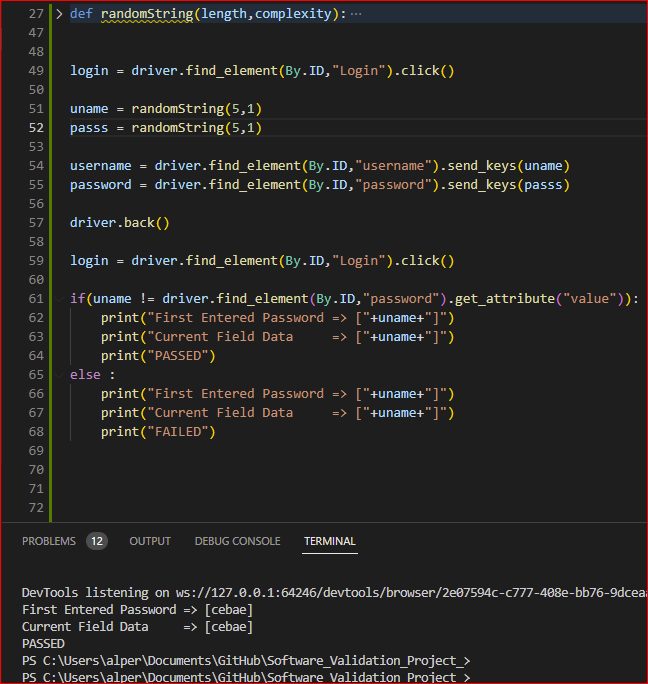 27 > def randomString(length,complexity): ···
47
48
49 login = driver.find_element(By.ID,"Login").click()
50
51 uname = randomString(5,1)
52 passs = randomString(5,1)
53
54 username = driver.find_element(By.ID,"username").send_keys(uname)
55 password = driver.find_element(By.ID,"password").send_keys(passs)
56
57 driver.back()
58
59 login = driver.find_element(By.ID,"Login").click()
60
61 if(uname != driver.find_element(By.ID,"password").get_attribute("value")):
62     print("First Entered Password => ["+uname+"]")
63     print("Current Field Data     => ["+uname+"]")
64     print("PASSED")
65 else :
66     print("First Entered Password => ["+uname+"]")
67     print("Current Field Data     => ["+uname+"]")
68     print("FAILED")
69
70
71
72
PROBLEMS 12 OUTPUT DEBUG CONSOLE TERMINAL
DevTools listening on ws://127.0.0.1:64246/devtools/browser/2e07594c-c777-408e-bb76-9dcea
First Entered Password => [cebae]
Current Field Data     => [cebae]
PASSED
PS C:\Users\alper\Documents\GitHub\Software_Validation_Project_>
PS C:\Users\alper\Documents\GitHub\Software_Validation_Project_>